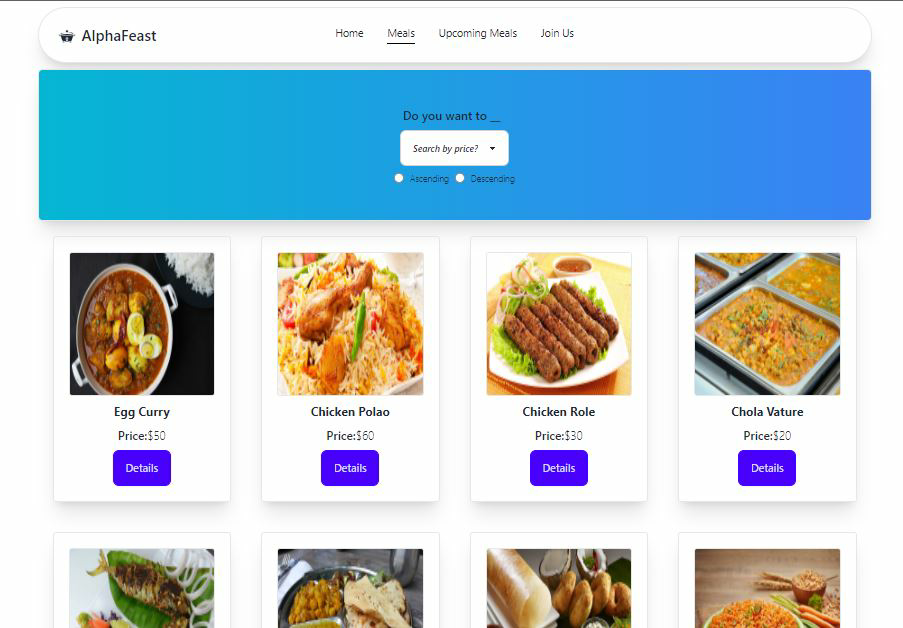 AlphaFeast
Home Meals Upcoming Meals Join Us
Do you want to __
Search by price?
Ascending Descending
Egg Curry Chicken Polao Chicken Role Chola Vature
Price:$50 Price:$60 Price:$30 Price:$20
Details Details Details Details